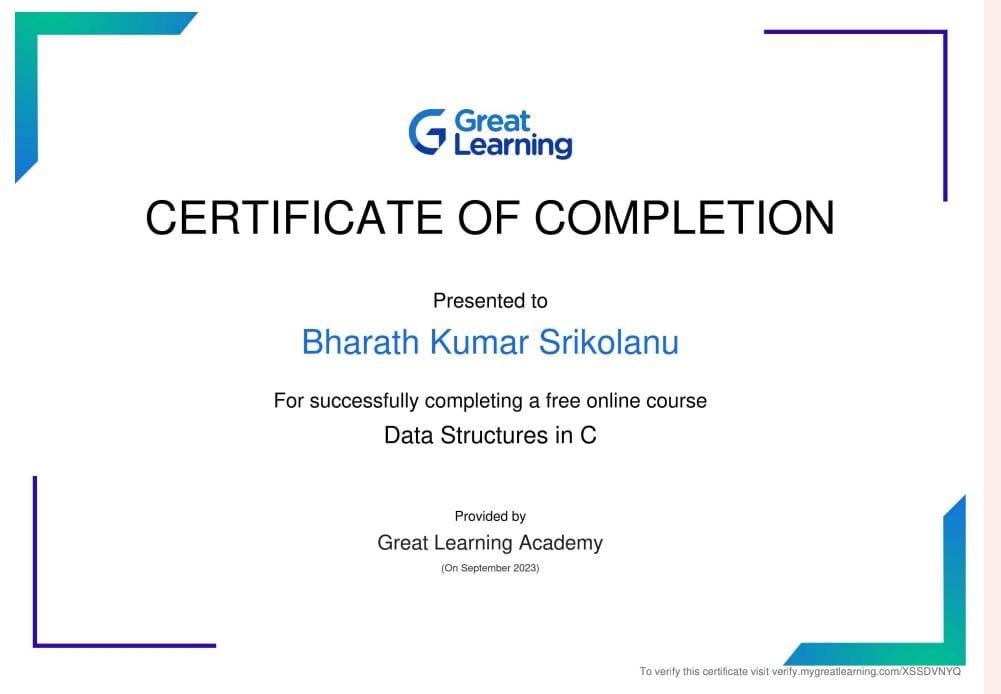 Great
Learning
CERTIFICATE OF COMPLETION
Presented to
Bharath Kumar Srikolanu
For successfully completing a free online course
Data Structures in C
Provided by
Great Learning Academy
(On September 2023)
To verify this certificate visit verify.mygreatlearning.com/XSSDVNYQ